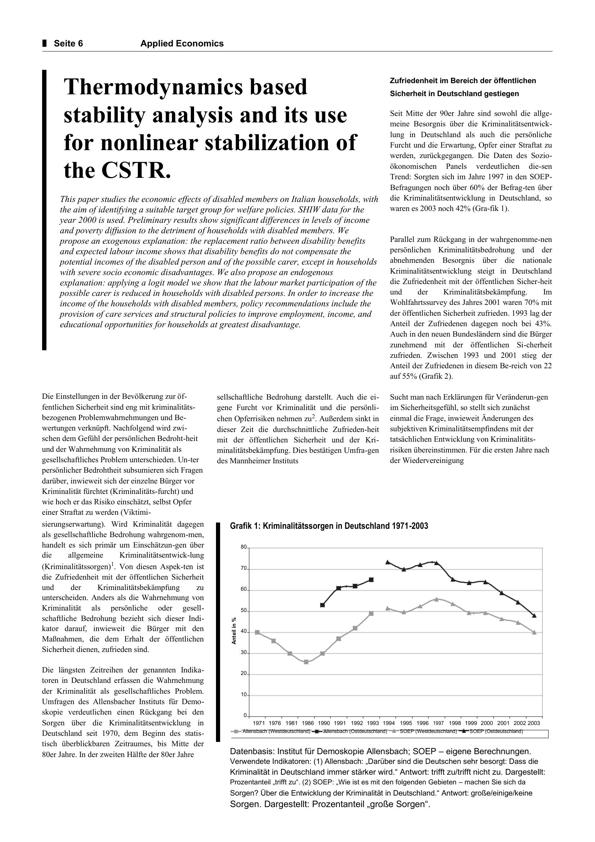 Seite 6 Applied Economics
Thermodynamics based
stability analysis and its use
for nonlinear stabilization of
the CSTR.
This paper studies the economic effects of disabled members on Italian households, with
the aim of identifying a suitable target group for welfare policies. SHIW data for the
year 2000 is used. Preliminary results show significant differences in levels of income
and poverty diffusion to the detriment of households with disabled members. We
propose an exogenous explanation: the replacement ratio between disability benefits
and expected labour income shows that disability benefits do not compensate the
potential incomes of the disabled person and of the possible carer, except in households
with severe socio economic disadvantages. We also propose an endogenous
explanation: applying a logit model we show that the labour market participation of the
possible carer is reduced in households with disabled persons. In order to increase the
income of the households with disabled members, policy recommendations include the
provision of care services and structural policies to improve employment, income, and
educational opportunities for households at greatest disadvantage.
Zufriedenheit im Bereich der öffentlichen
Sicherheit in Deutschland gestiegen
Seit Mitte der 90er Jahre sind sowohl die allge-
meine Besorgnis über die Kriminalitätsentwick-
lung in Deutschland als auch die persönliche
Furcht und die Erwartung, Opfer einer Straftat zu
werden, zurückgegangen. Die Daten des Sozio-
ökonomischen Panels verdeutlichen die-sen
Trend: Sorgten sich im Jahre 1997 in den SOEP-
Befragungen noch über 60% der Befrag-ten über
die Kriminalitätsentwicklung in Deutschland, so
waren es 2003 noch 42% (Gra-fik 1).
Parallel zum Rückgang in der wahrgenomme-nen
persönlichen Kriminalitätsbedrohung und der
abnehmenden Besorgnis über die nationale
Kriminalitätsentwicklung steigt in Deutschland
die Zufriedenheit mit der öffentlichen Sicher-heit
und der Kriminalitätsbekämpfung. Im
Wohlfahrtssurvey des Jahres 2001 waren 70% mit
der öffentlichen Sicherheit zufrieden. 1993 lag der
Anteil der Zufriedenen dagegen noch bei 43%.
Auch in den neuen Bundesländern sind die Bürger
zunehmend mit der öffentlichen Si-cherheit
zufrieden. Zwischen 1993 und 2001 stieg der
Anteil der Zufriedenen in diesem Be-reich von 22
auf 55% (Grafik 2).
Die Einstellungen in der Bevölkerung zur öf-
fentlichen Sicherheit sind eng mit kriminalitäts-
bezogenen Problemwahrnehmungen und Be-
wertungen verknüpft. Nachfolgend wird zwi-
schen dem Gefühl der persönlichen Bedroht-heit
und der Wahrnehmung von Kriminalität als
gesellschaftliches Problem unterschieden. Un-ter
persönlicher Bedrohtheit subsumieren sich Fragen
darüber, inwieweit sich der einzelne Bürger vor
Kriminalität fürchtet (Kriminalitäts-furcht) und
wie hoch er das Risiko einschätzt, selbst Opfer
einer Straftat zu werden (Viktimi-
sierungserwartung). Wird Kriminalität dagegen
als gesellschaftliche Bedrohung wahrgenom-men,
handelt es sich primär um Einschätzun-gen über
die allgemeine Kriminalitätsentwick-lung
(Kriminalitätssorgen)1. Von diesen Aspek-ten ist
die Zufriedenheit mit der öffentlichen Sicherheit
und der Kriminalitätsbekämpfung zu
unterscheiden. Anders als die Wahrnehmung von
Kriminalität als persönliche oder gesell-
schaftliche Bedrohung bezieht sich dieser Indi-
kator darauf, inwieweit die Bürger mit den
Maßnahmen, die dem Erhalt der öffentlichen
Sicherheit dienen, zufrieden sind.
Die längsten Zeitreihen der genannten Indika-
toren in Deutschland erfassen die Wahrnehmung
der Kriminalität als gesellschaftliches Problem.
Umfragen des Allensbacher Instituts für Demo-
skopie verdeutlichen einen Rückgang bei den
Sorgen über die Kriminalitätsentwicklung in
Deutschland seit 1970, dem Beginn des statis-
tisch überblickbaren Zeitraumes, bis Mitte der
80er Jahre. In der zweiten Hälfte der 80er Jahre
sellschaftliche Bedrohung darstellt. Auch die ei-
gene Furcht vor Kriminalität und die persönli-
chen Opferrisiken nehmen zu2. Außerdem sinkt in
dieser Zeit die durchschnittliche Zufrieden-heit
mit der öffentlichen Sicherheit und der Kri-
minalitätsbekämpfung. Dies bestätigen Umfra-gen
des Mannheimer Instituts
Sucht man nach Erklärungen für Veränderun-gen
im Sicherheitsgefühl, so stellt sich zunächst
einmal die Frage, inwieweit Änderungen des
subjektiven Kriminalitätsempfindens mit der
tatsächlichen Entwicklung von Kriminalitäts-
risiken übereinstimmen. Für die ersten Jahre nach
der Wiedervereinigung
Grafik 1: Kriminalitätssorgen in Deutschland 1971-2003
Anteil in %
80
70
60
50
40
30
20
10
0
1971 1976 1981 1986 1990 1991 1992 1993 1994 1995 1996 1997 1998 1999 2000 2001 2002 2003
Allensbach (Westdeutschland) Allensbach (Ostdeutschland) SOEP (Westdeutschland) SOEP (Ostdeutschland)
Datenbasis: Institut für Demoskopie Allensbach; SOEP – eigene Berechnungen.
Verwendete Indikatoren: (1) Allensbach: „Darüber sind die Deutschen sehr besorgt: Dass die
Kriminalität in Deutschland immer stärker wird.“ Antwort: trifft zu/trifft nicht zu. Dargestellt:
Prozentanteil „trifft zu“. (2) SOEP: „Wie ist es mit den folgenden Gebieten – machen Sie sich da
Sorgen? Über die Entwicklung der Kriminalität in Deutschland.“ Antwort: große/einige/keine
Sorgen. Dargestellt: Prozentanteil „große Sorgen“.